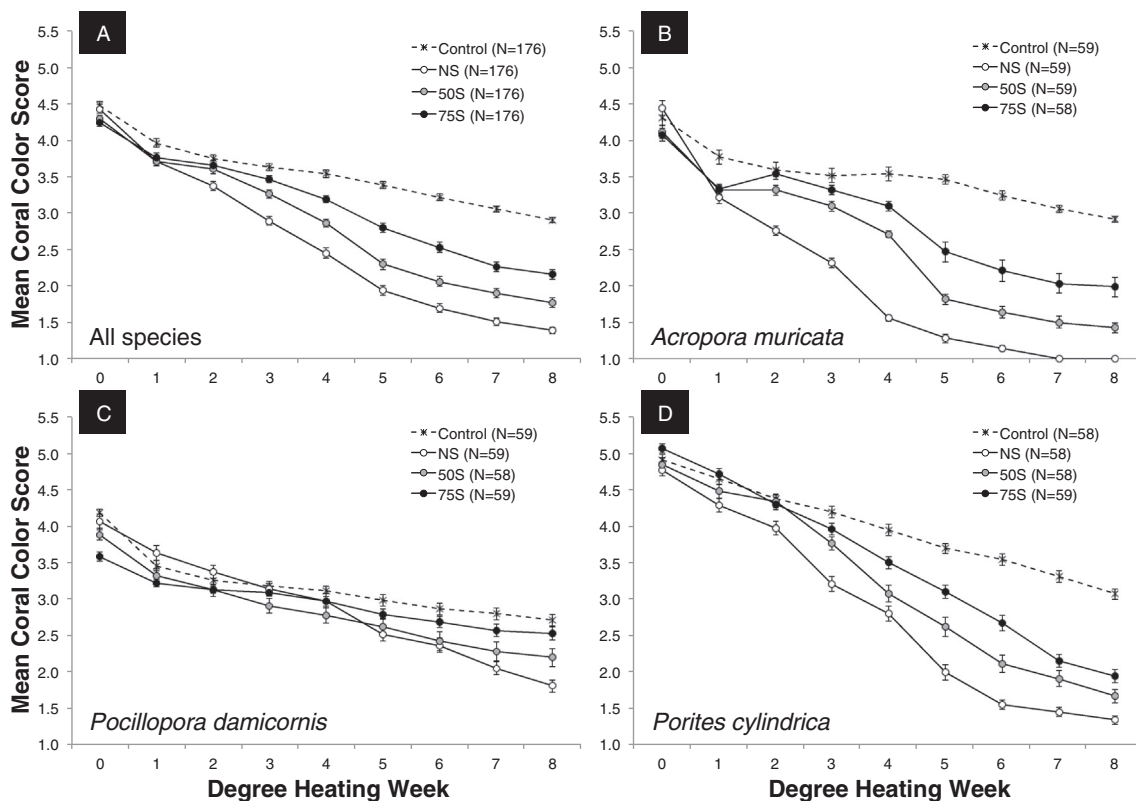 A
5.5
5.0
4.5
4.0
3.5
3.0
2.5
2.0
1.5
1.0
Mean Coral Color Score
Control (N=176)
NS (N=176)
50S (N=176)
75S (N=176)
All species
0 1 2 3 4 5 6 7 8
B
5.5
5.0
4.5
4.0
3.5
3.0
2.5
2.0
1.5
1.0
Control (N=59)
NS (N=59)
50S (N=59)
75S (N=58)
Acropora muricata
0 1 2 3 4 5 6 7 8
C
5.5
5.0
4.5
4.0
3.5
3.0
2.5
2.0
1.5
1.0
Mean Coral Color Score
Control (N=59)
NS (N=59)
50S (N=58)
75S (N=59)
Pocillopora damicornis
0 1 2 3 4 5 6 7 8
Degree Heating Week
D
5.5
5.0
4.5
4.0
3.5
3.0
2.5
2.0
1.5
1.0
Control (N=58)
NS (N=58)
50S (N=58)
75S (N=59)
Porites cylindrica
0 1 2 3 4 5 6 7 8
Degree Heating Week